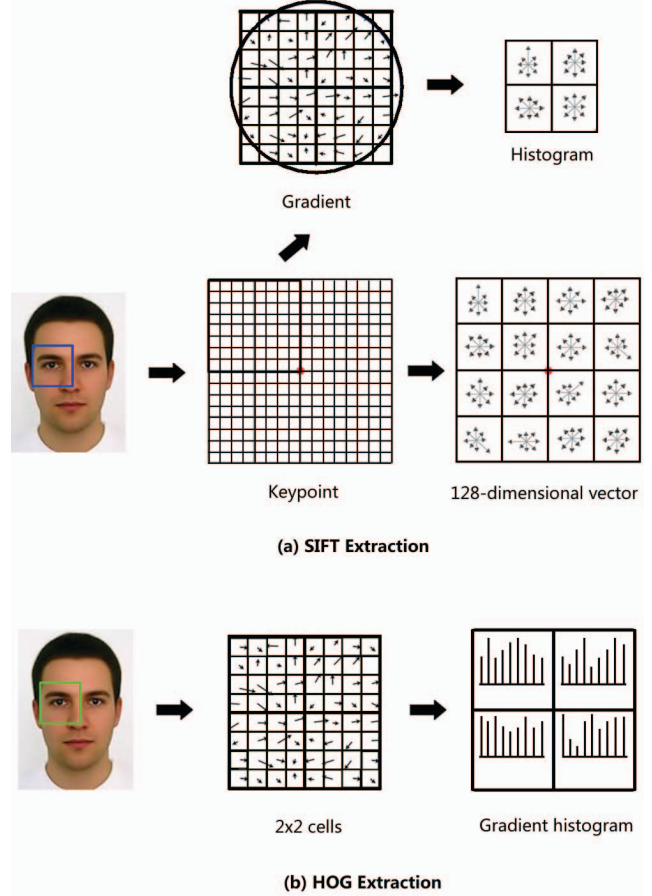 Gradient
Histogram
Keypoint
128-dimensional vector
(a) SIFT Extraction
2x2 cells
Gradient histogram
(b) HOG Extraction